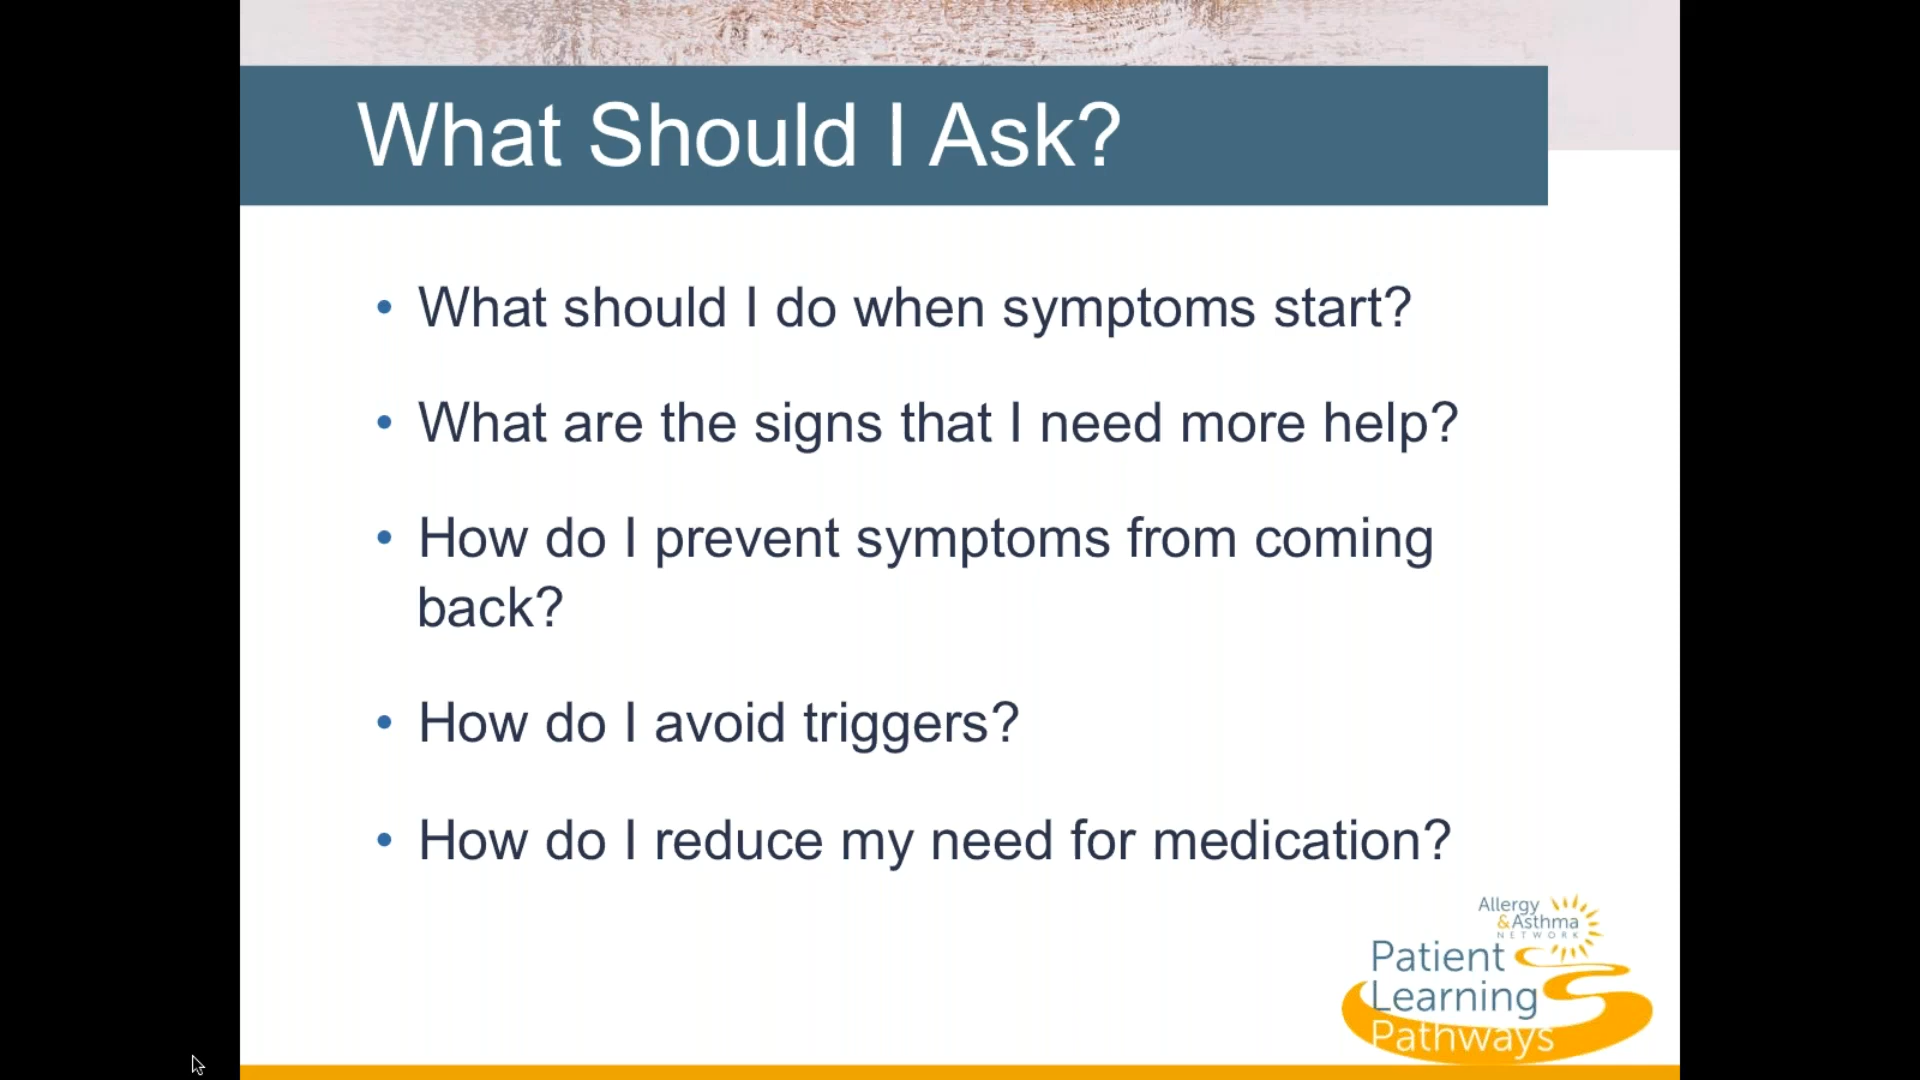 What Should I Ask?
• What should I do when symptoms start?
• What are the signs that I need more help?
• How do I prevent symptoms from coming
back?
• How do I avoid triggers?
• How do I reduce my need for medication?
Allergy
&Asthma
NETWORK
Patient
Learning
Pathways